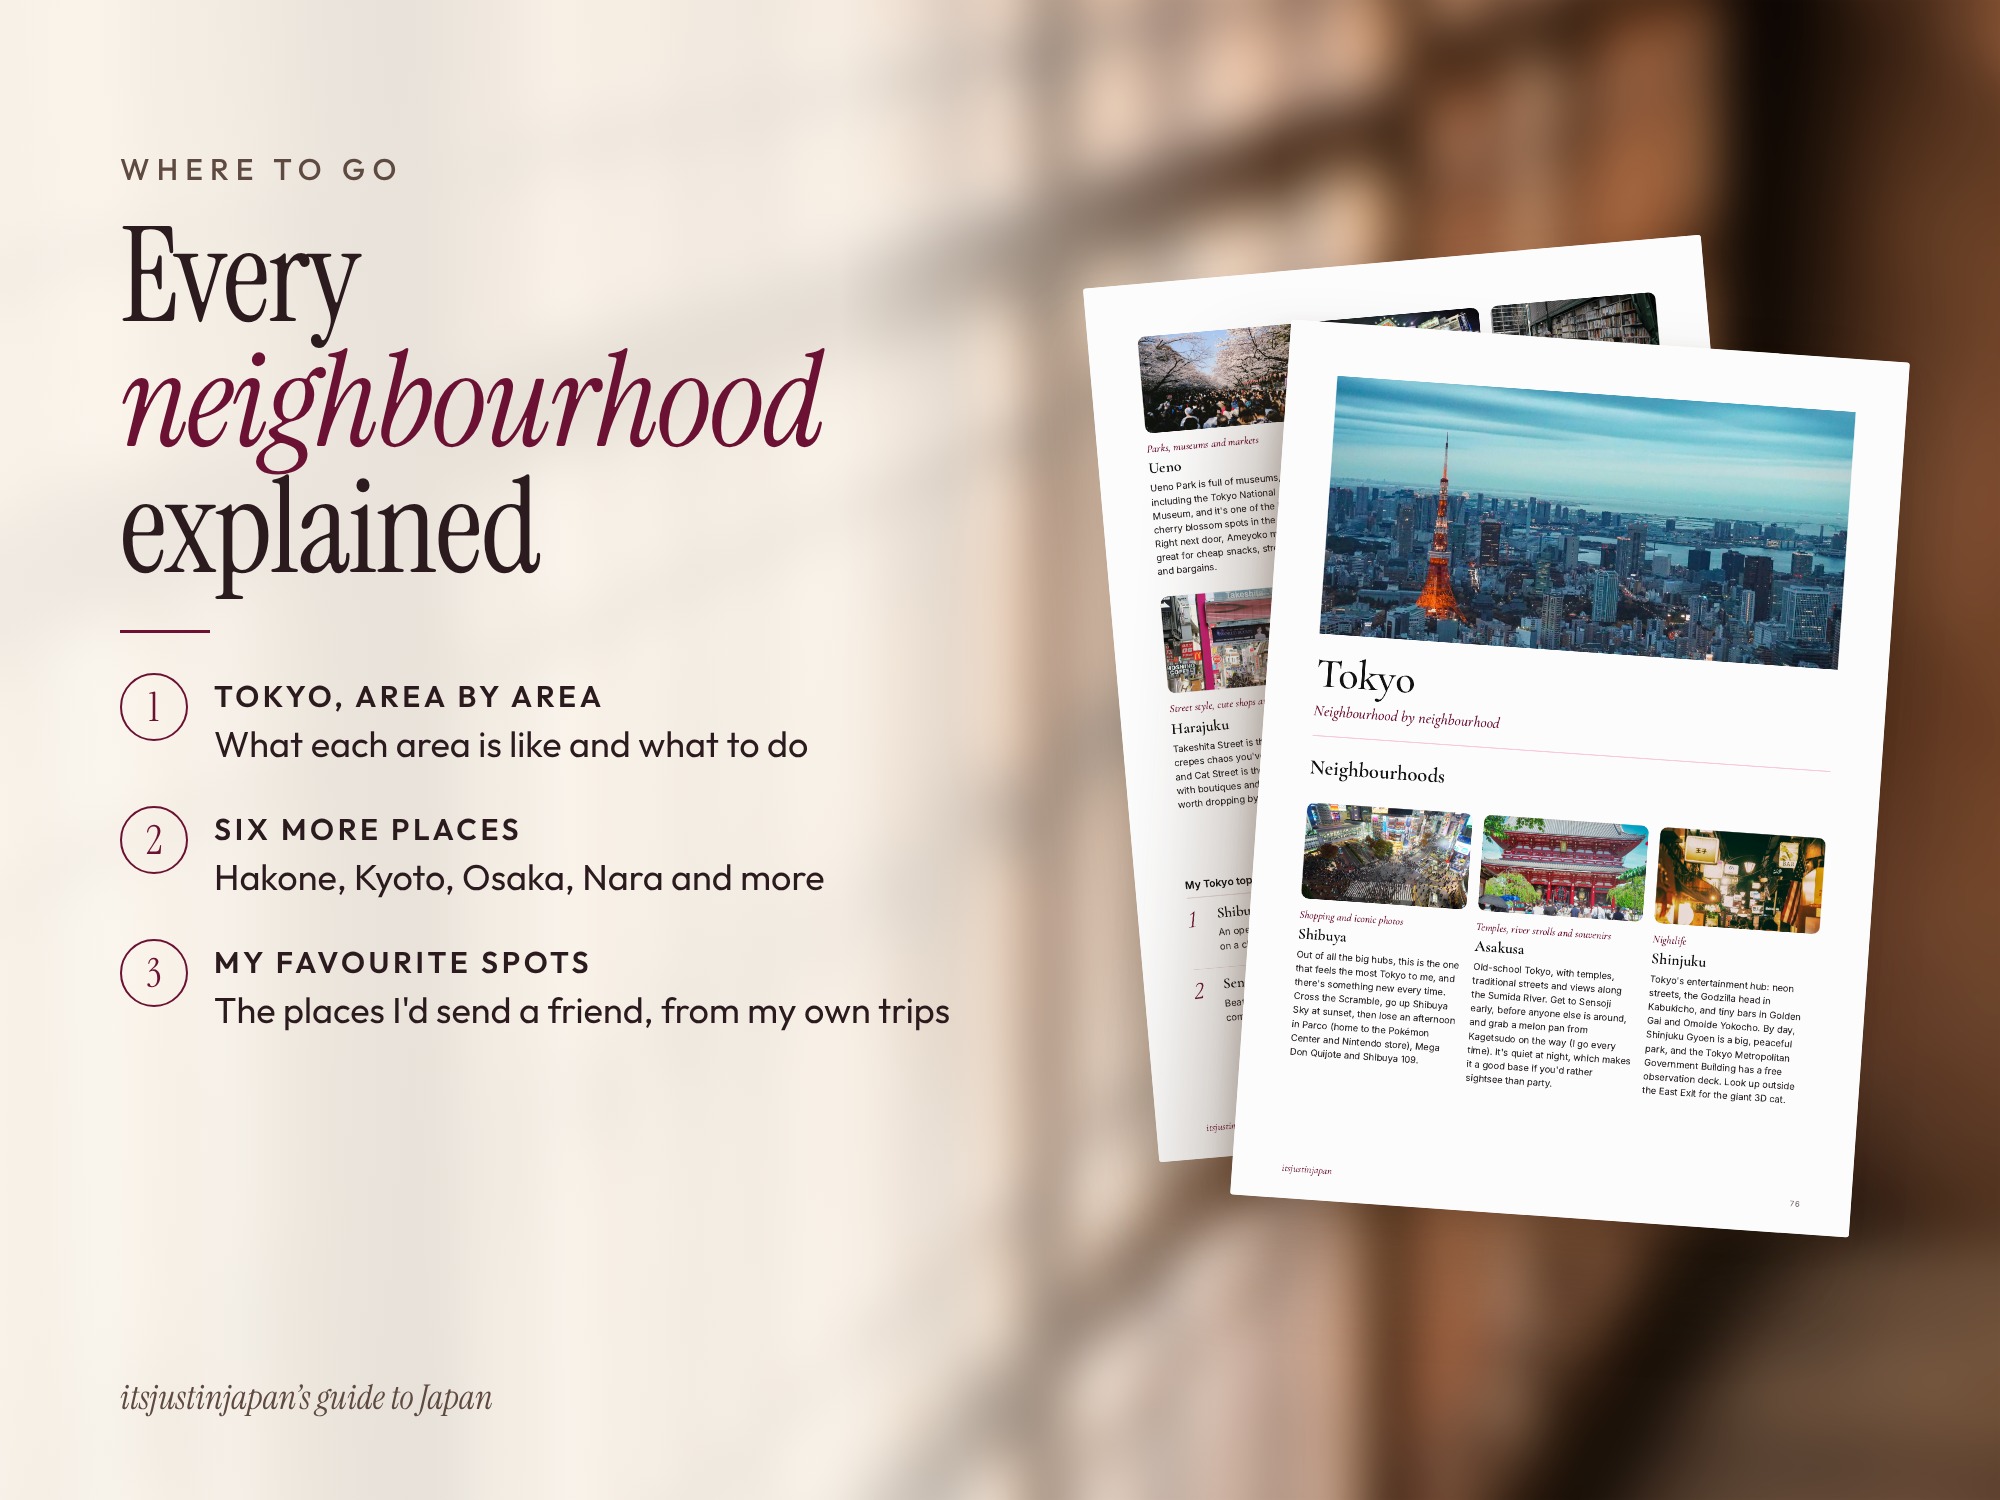 WHERE TO GO
Every
neighbourhood
explained
1
TOKYO, AREA BY AREA
What each area is like and what to do
2
SIX MORE PLACES
Hakone, Kyoto, Osaka, Nara and more
3
MY FAVOURITE SPOTS
The places I'd send a friend, from my own trips
itsjustinjapan's guide to Japan
Parks, museums and markets
Ueno
Ueno Park is full of museums,
including the Tokyo National
Museum, and it's one of the
cherry blossom spots in the
Right next door, Ameyoko
great for cheap snacks,
and bargains.
Takeshita
Street style, cute shops
Harajuku
Takeshita Street is
crepes chaos
and Cat Street is
with boutiques and
worth dropping by
My Tokyo top
1
An
on a
2
Tokyo
Neighbourhood by neighbourhood
Neighbourhoods
Shopping and iconic photos
Shibuya
Out of all the big hubs, this is the one
that feels the most Tokyo to me, and
there's something new every time.
Cross the Scramble, go up Shibuya
Sky at sunset, then lose an afternoon
in Parco (home to the Pokémon
Center and Nintendo store), Mega
Don Quijote and Shibuya 109.
Temples, river strolls and souvenirs
Asakusa
Old-school Tokyo, with temples,
traditional streets and views along
the Sumida River. Get to Sensoji
early, before anyone else is around,
and grab a melon pan from
Kagetsudo on the way (I go every
time). It's quiet at night, which makes
it a good base if you'd rather
sightsee than party.
王子
Nightlife
Shinjuku
Tokyo's entertainment hub: neon
streets, the Godzilla head in
Kabukicho, and tiny bars in Golden
Gai and Omoide Yokocho. By day,
Shinjuku Gyoen is a big, peaceful
park, and the Tokyo Metropolitan
Government Building has a free
observation deck. Look up outside
the East Exit for the giant 3D cat.
itsjustinjapan
76